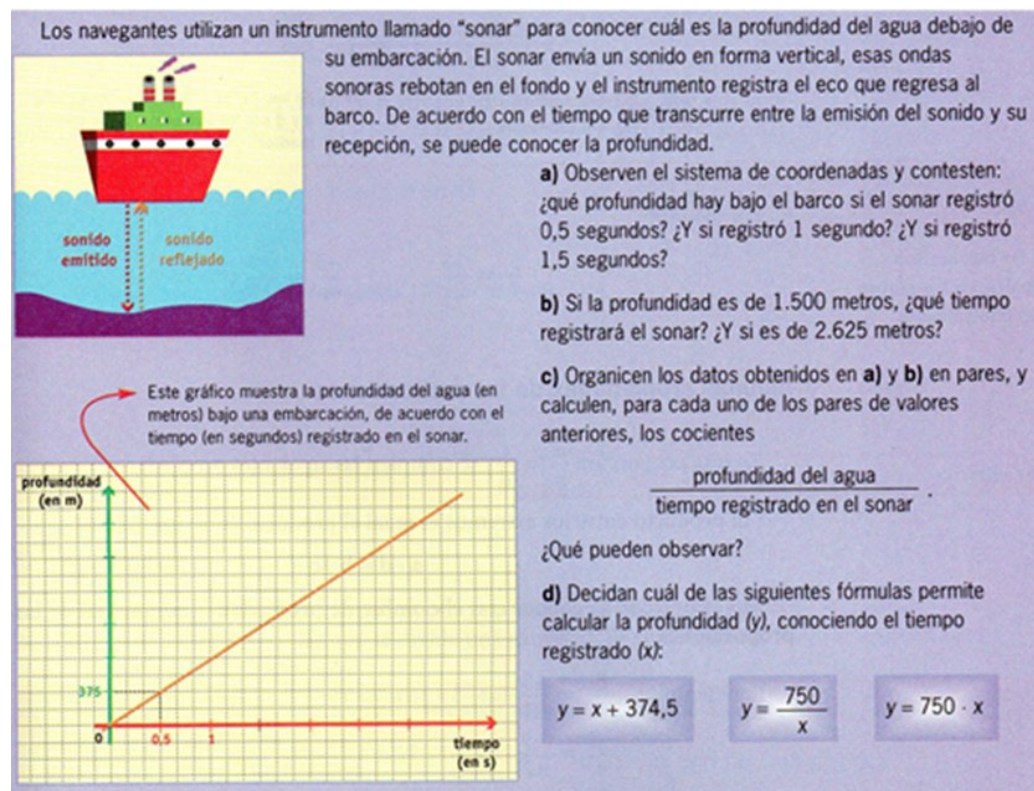 Los navegantes utilizan un instrumento llamado “sonar” para conocer cuál es la profundidad del agua debajo de
su embarcación. El sonar envía un sonido en forma vertical, esas ondas
sonoras rebotan en el fondo y el instrumento registra el eco que regresa al
barco. De acuerdo con el tiempo que transcurre entre la emisión del sonido y su
recepción, se puede conocer la profundidad.
sonido
emitido
sonido
reflejado
a) Observen el sistema de coordenadas y contesten:
¿qué profundidad hay bajo el barco si el sonar registró
0,5 segundos? ¿Y si registró 1 segundo? ¿Y si registró
1,5 segundos?
b) Si la profundidad es de 1.500 metros, ¿qué tiempo
registrará el sonar? ¿Y si es de 2.625 metros?
Este gráfico muestra la profundidad del agua (en
metros) bajo una embarcación, de acuerdo con el
tiempo (en segundos) registrado en el sonar.
profundidad
(en m)
375
0
0,5
1
tiempo
(en s)
c) Organicen los datos obtenidos en a) y b) en pares, y
calculen, para cada uno de los pares de valores
anteriores, los cocientes
profundidad del agua
tiempo registrado en el sonar .
¿Qué pueden observar?
d) Decidan cuál de las siguientes fórmulas permite
calcular la profundidad (y), conociendo el tiempo
registrado (x):
y = x + 374,5
y = 750 / x
y = 750 · x